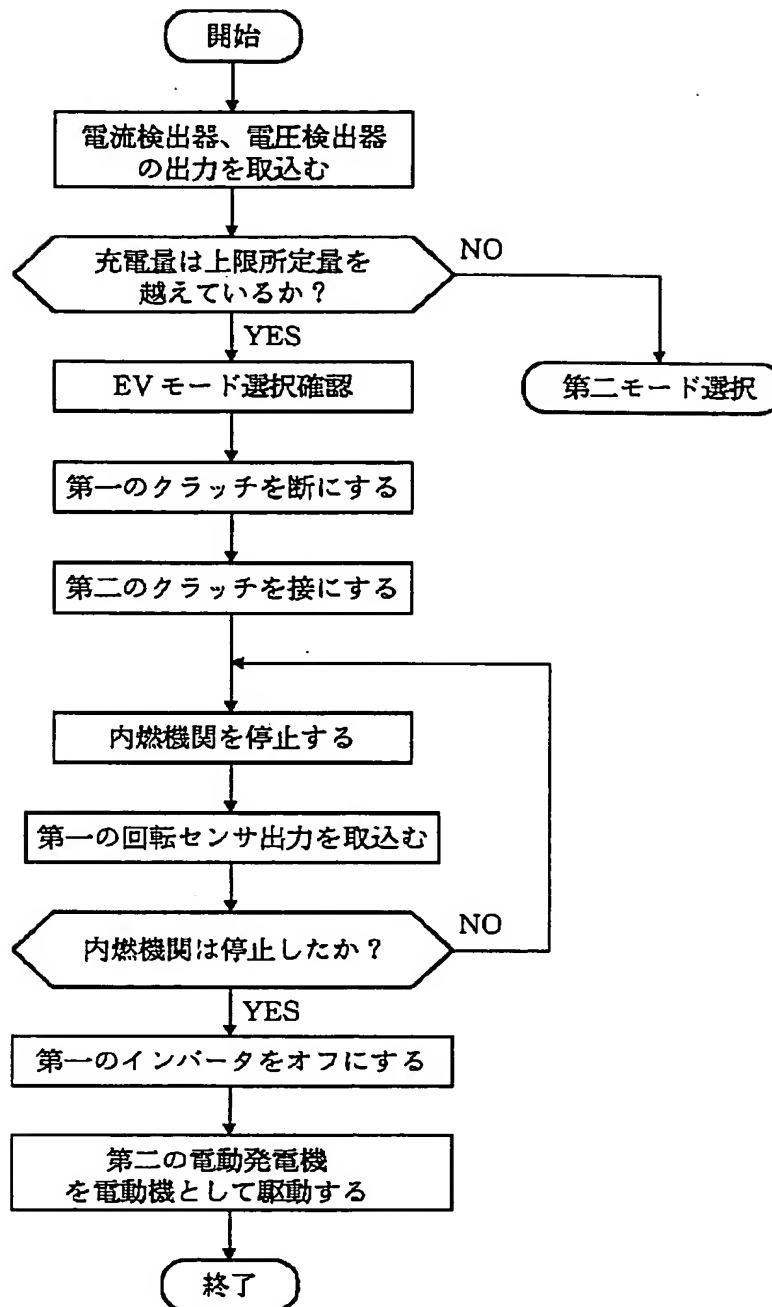 開始
電流検出器、電圧検出器
の出力を取込む
充電量は上限所定量を
越えているか？
NO
YES
EVモード選択確認
第二モード選択
第一のクラッチを断にする
第二のクラッチを接にする
内燃機関を停止する
第一の回転センサ出力を取込む
内燃機関は停止したか？
NO
YES
第一のインバータをオフにする
第二の電動発電機
を電動機として駆動する
終了